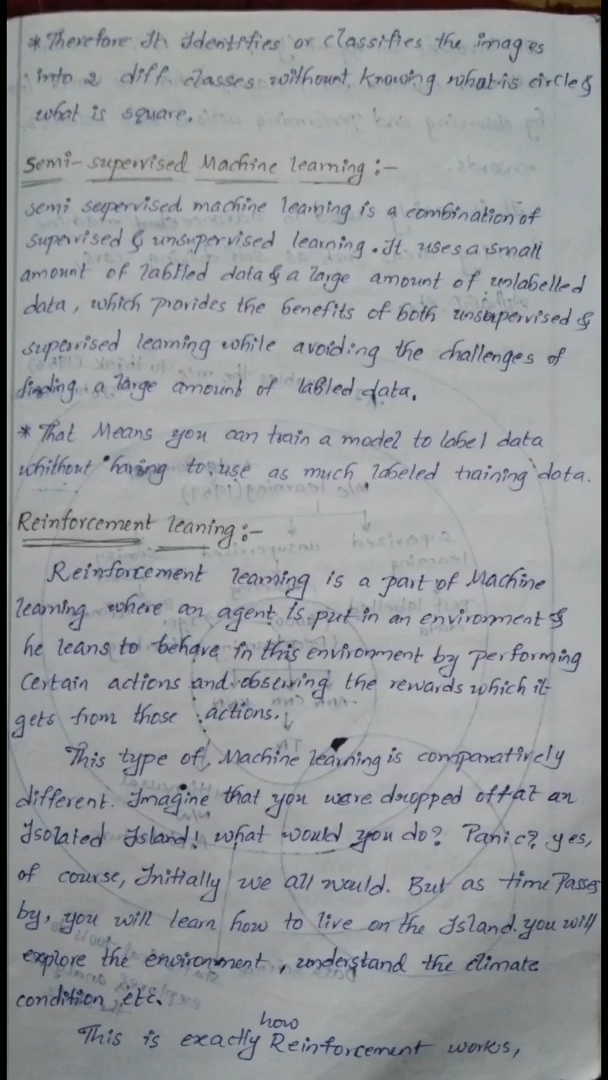 * Therefore It Identifies or classifies the images
into 2 diff classes withount knowing what is circle &
what is square.
Semi-supervised Machine learning :-
Semi supervised machine learning is a combination of
supervised & unsupervised learning. It uses a small
amount of lablled data & a large amount of unlabelled
data, which provides the benefits of both unsupervised &
supervised learning while avoiding the challenges of
finding a large amount of labled data.
* That Means you can train a model to label data
whithout having to use as much labeled training data.
Reinforcement leaning :-
Reinforcement learning is a part of Machine
learning where an agent is put in an environment &
he leans to behave in this environment by performing
Certain actions and observing the rewards which it
gets from those actions.
This type of Machine learning is comparatively
different. Imagine that you were dropped off at an
Isolated Island! what would you do? Panic? yes,
of course, Initially we all would. But as time Passes
by, you will learn how to live on the Island. you will
explore the environment, understand the climate
condition etc.
how
This is exactly Reinforcement works,